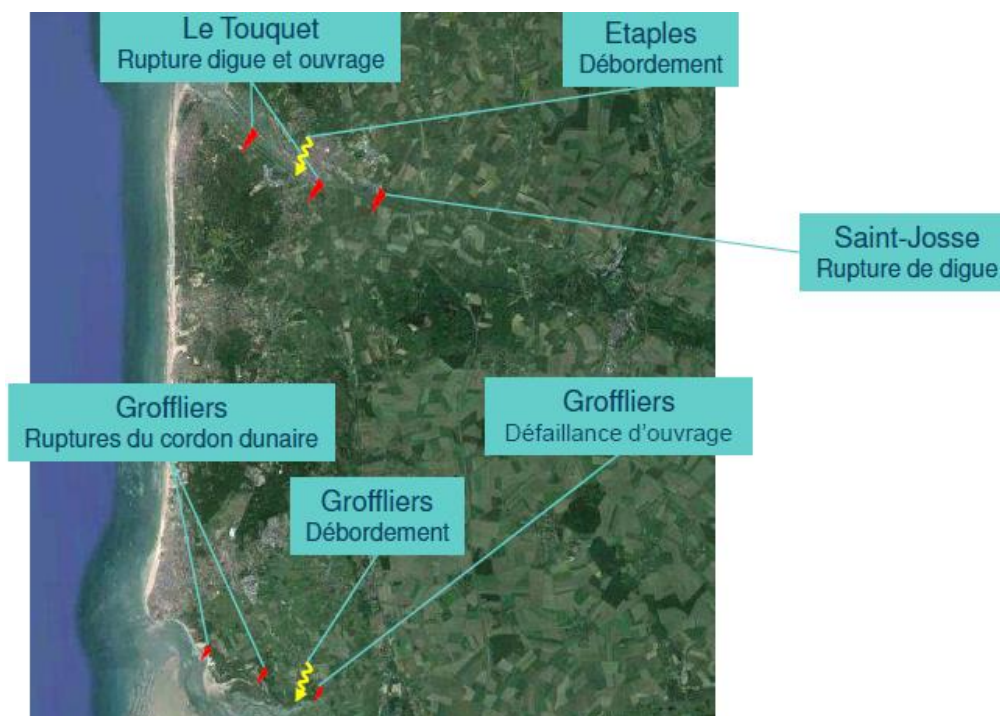 Le Touquet
Rupture digue et ouvrage
Etaples
Débordement
Saint-Josse
Rupture de digue
Groffliers
Ruptures du cordon dunaire
Groffliers
Défaillance d'ouvrage
Groffliers
Débordement